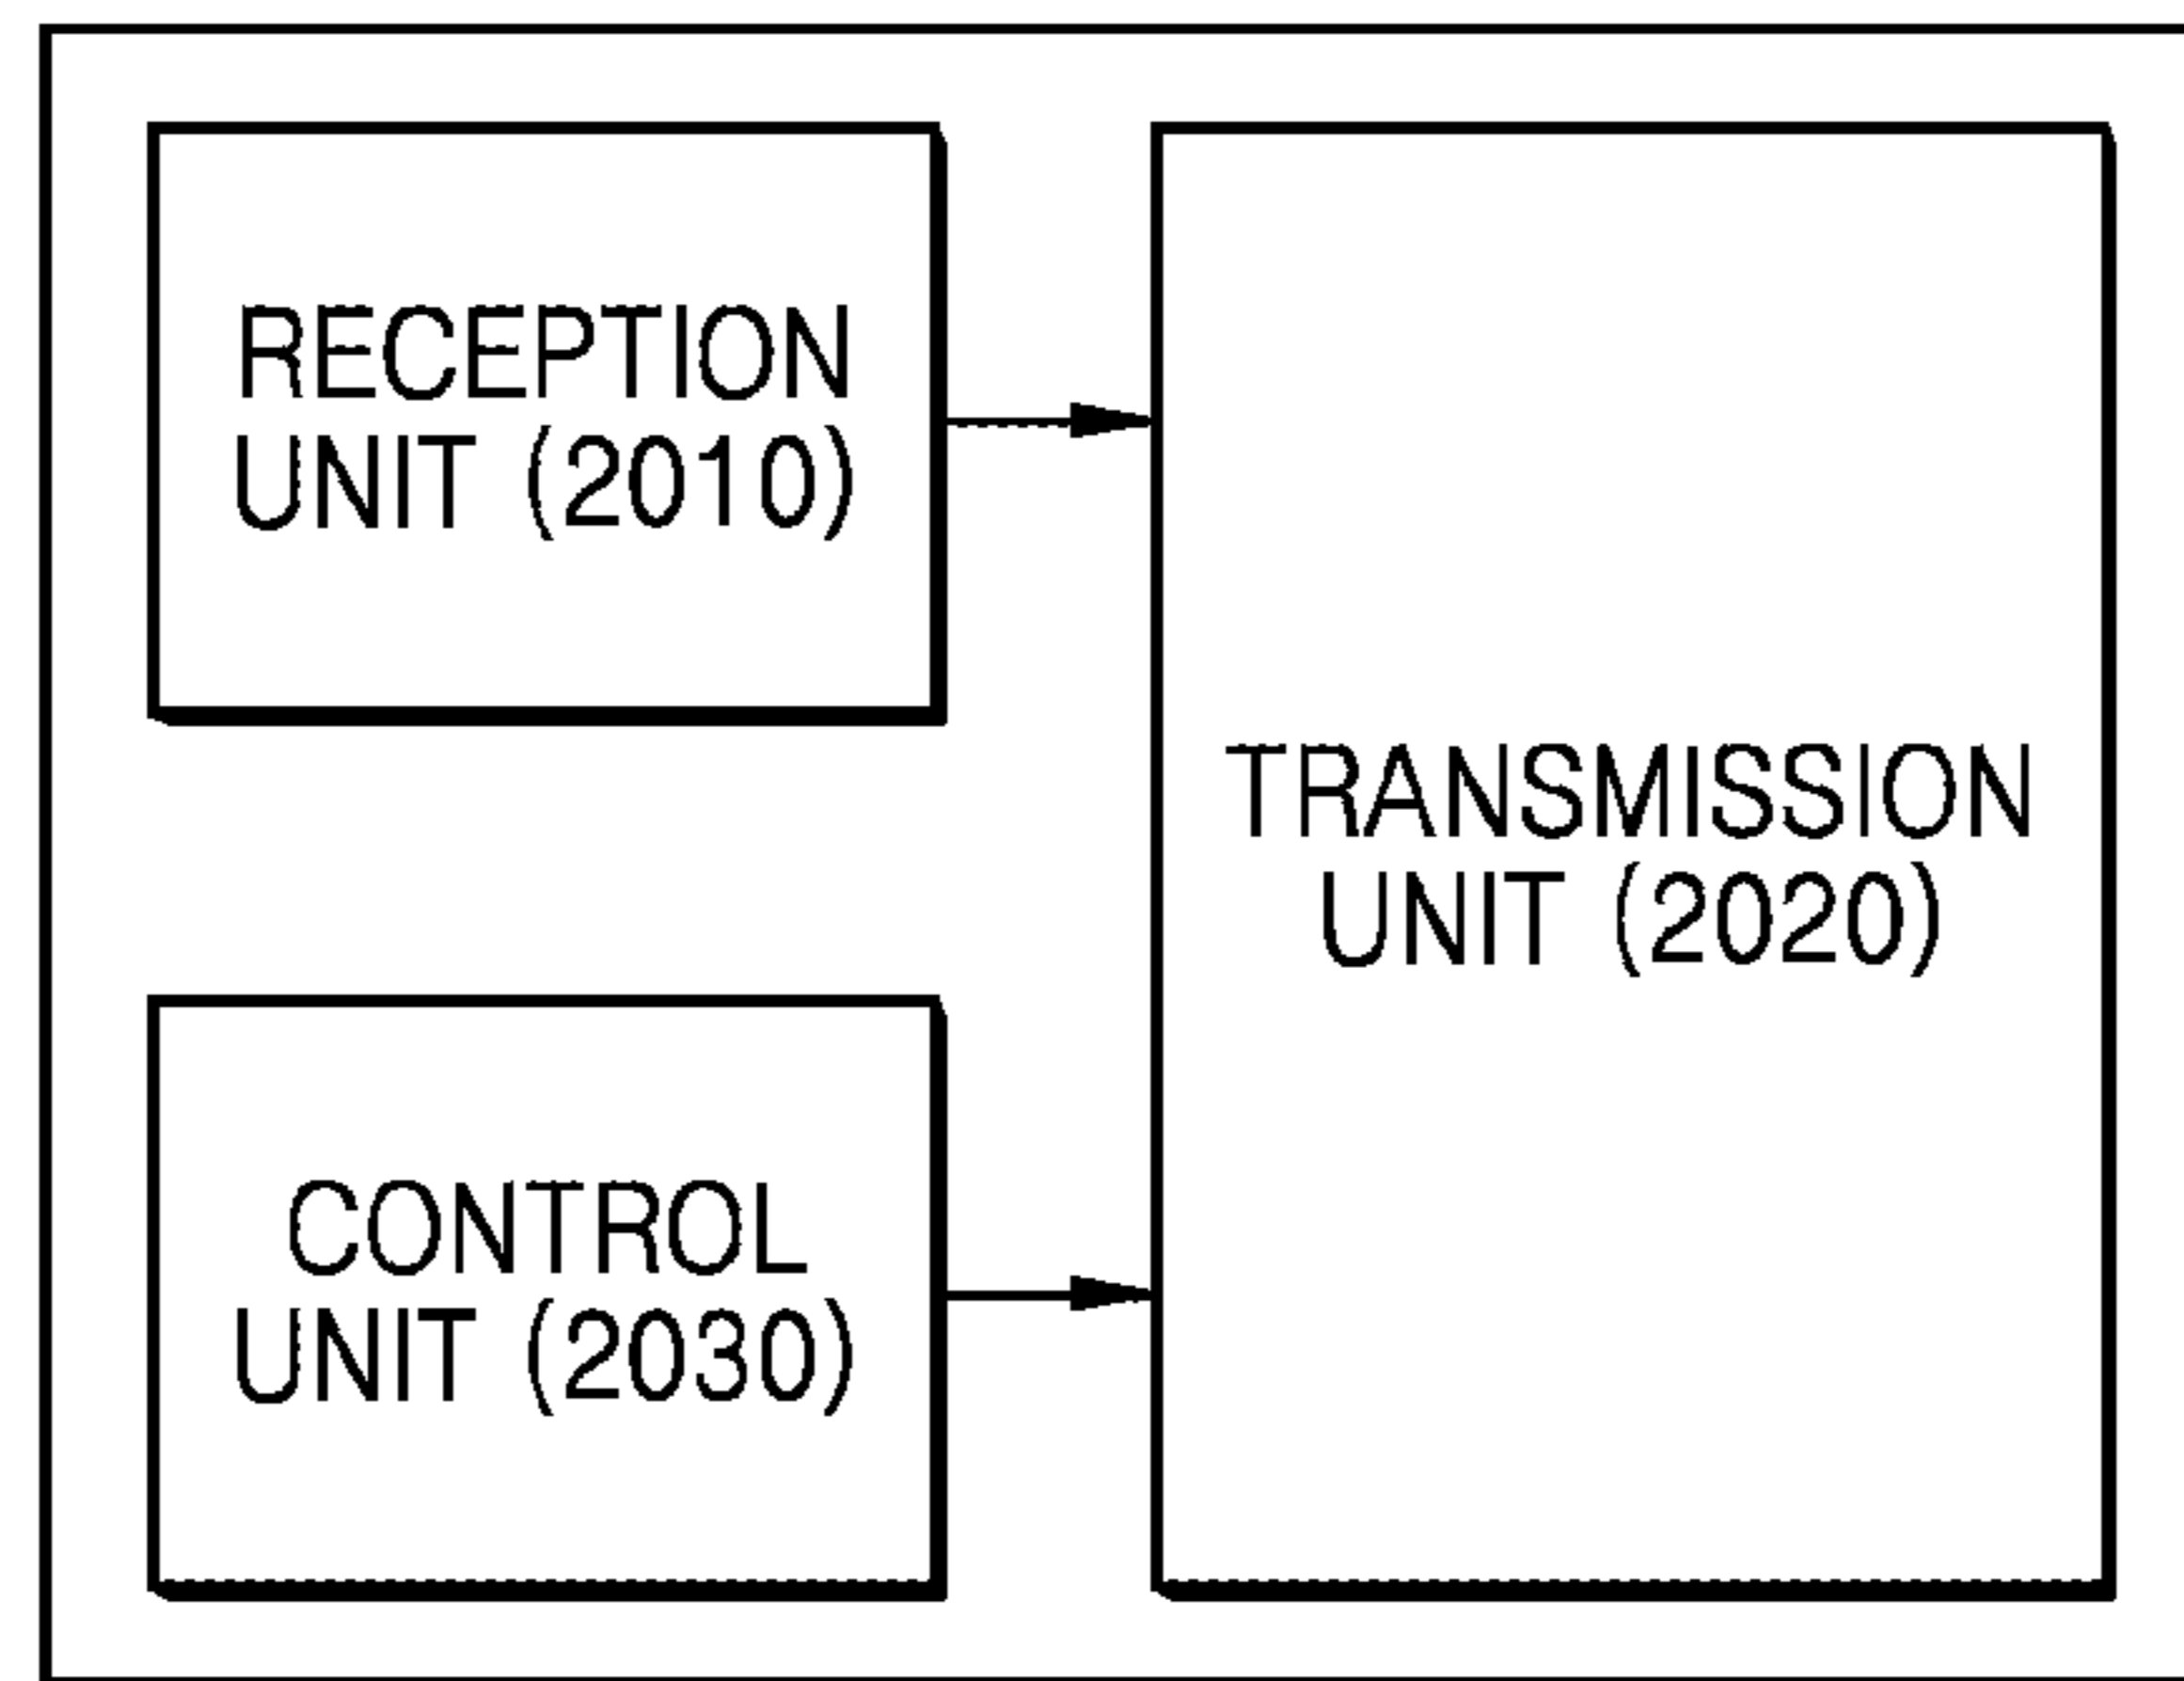 RECEPTION
UNIT (2010)
TRANSMISSION
UNIT (2020)
CONTROL
UNIT (2030)